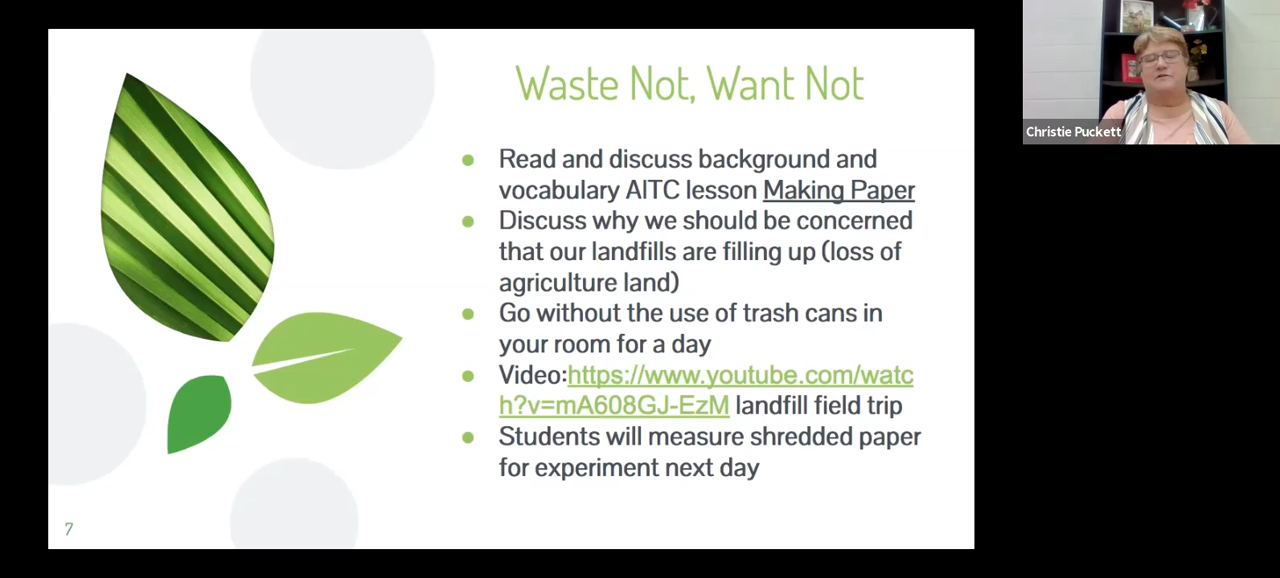 Waste Not, Want Not
Read and discuss background and
vocabulary AITC lesson Making Paper
Discuss why we should be concerned
that our landfills are filling up (loss of
agriculture land)
Go without the use of trash cans in
your room for a day
Video:https://www.youtube.com/watc
h?v=mA608GJ-EzM landfill field trip
Students will measure shredded paper
for experiment next day
7
Christie Puckett